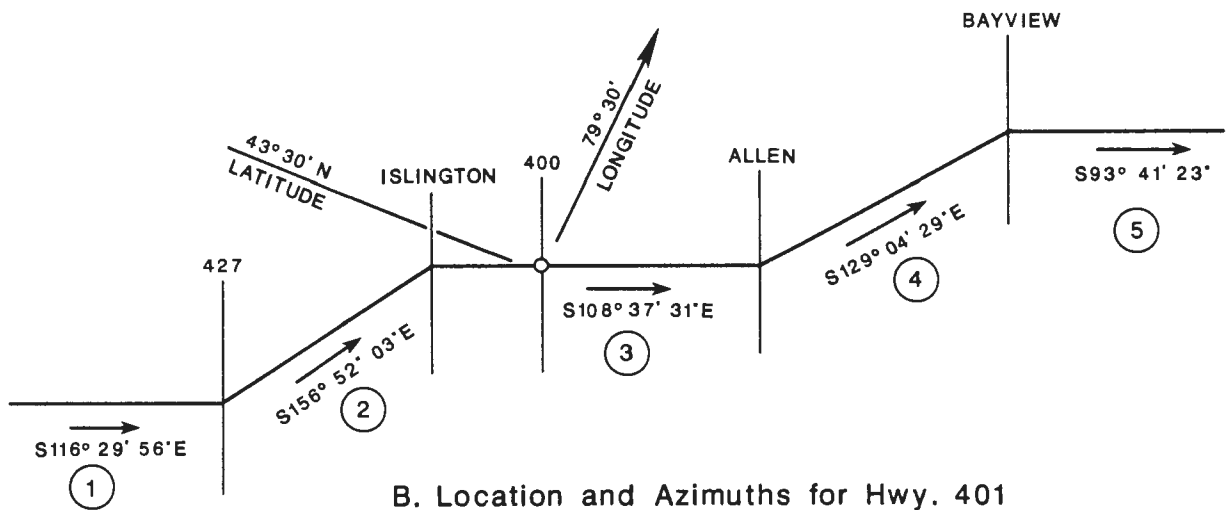 BAYVIEW
79° 30'
LONGITUDE
43° 30' N
LATITUDE
ISLINGTON
400
ALLEN
S93° 41' 23"
5
S129° 04' 29"E
4
427
S108° 37' 31"E
3
S156° 52" 03"E
2
S116° 29' 56"E
1
B. Location and Azimuths for Hwy. 401